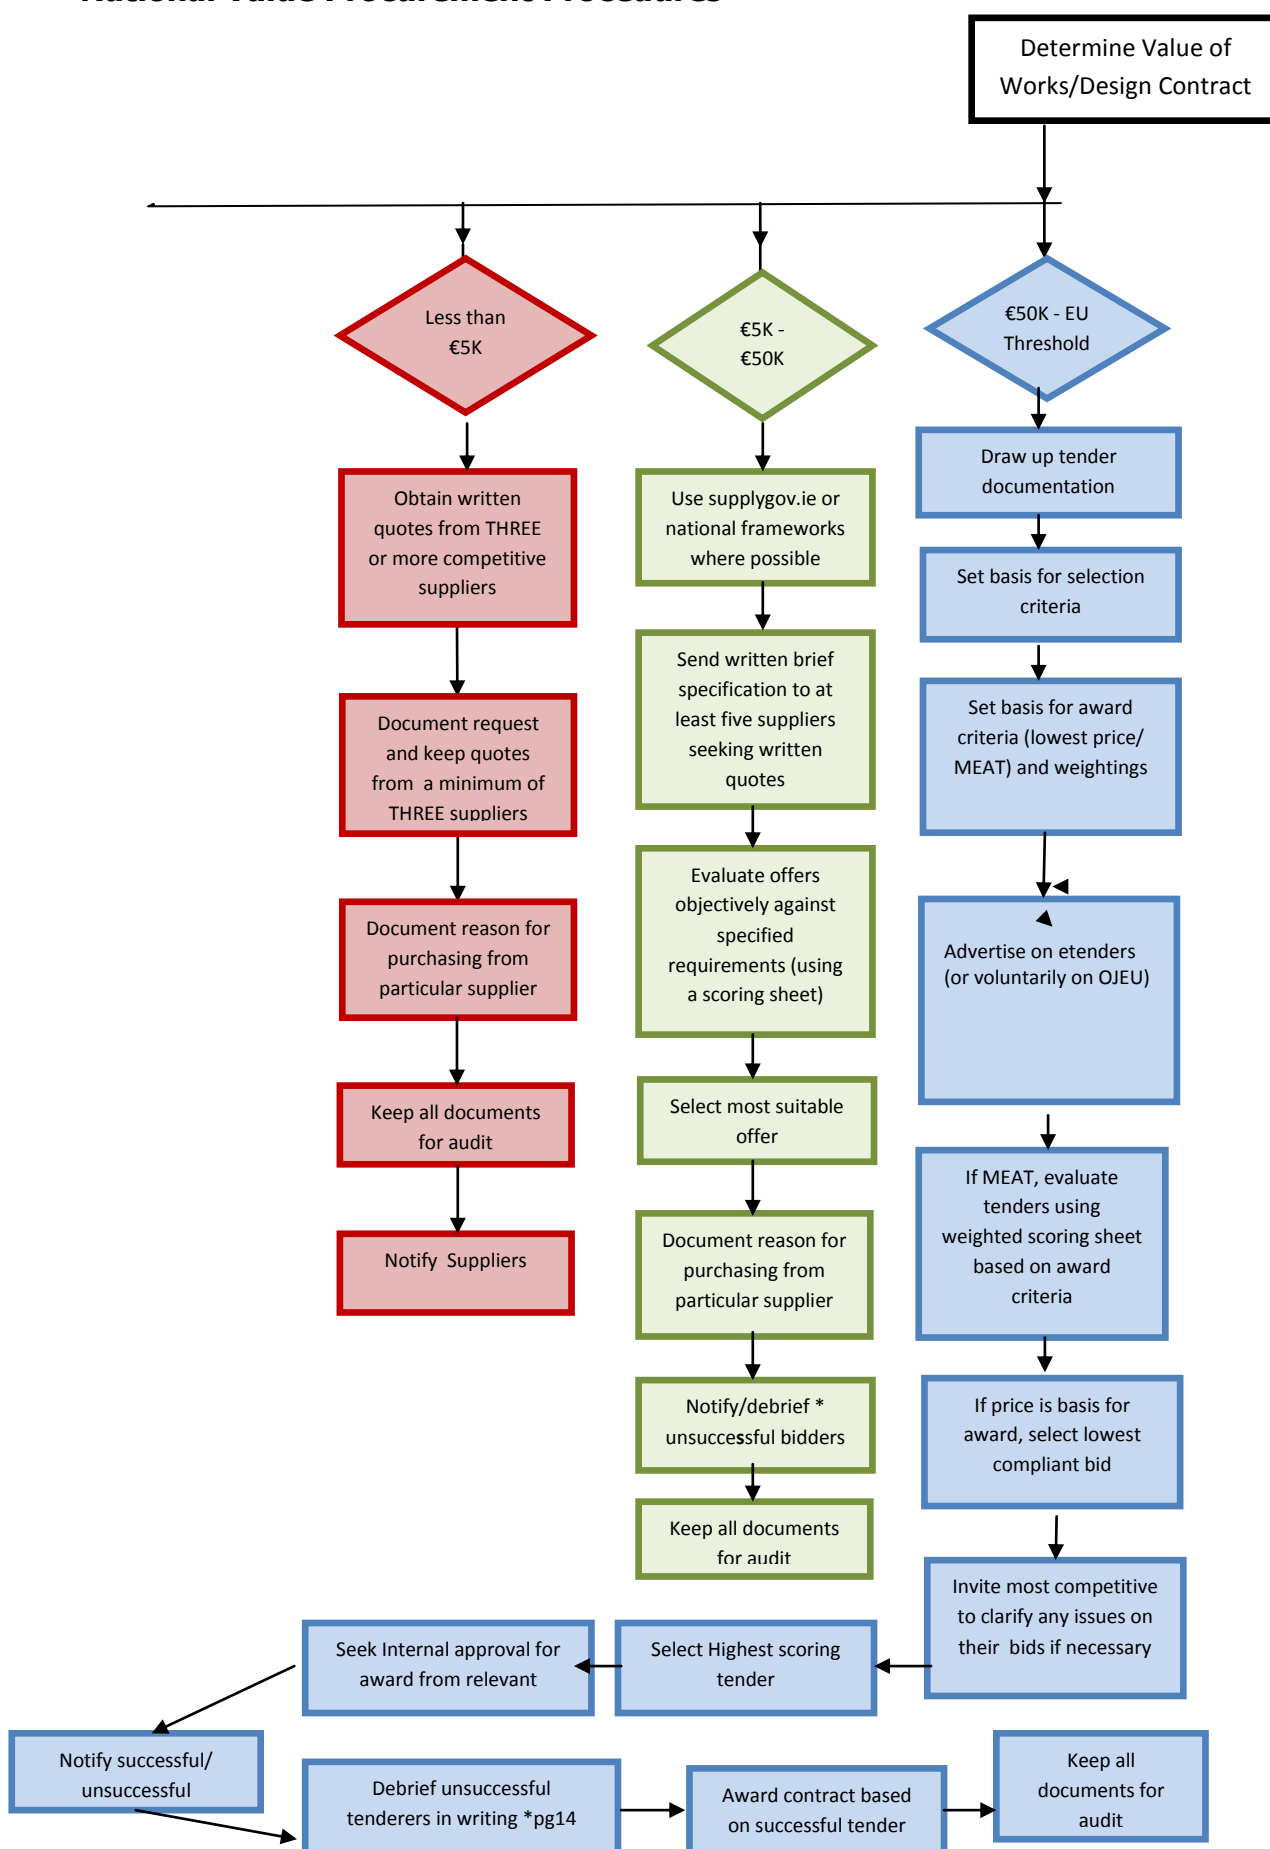 National Value Procurement Procedures
Determine Value of
Works/Design Contract
Less than
€5K
€5K -
€50K
€50K - EU
Threshold
Obtain written
quotes from THREE
or more competitive
suppliers
Document request
and keep quotes
from a minimum of
THREE suppliers
Document reason for
purchasing from
particular supplier
Keep all documents
for audit
Notify Suppliers
Use supplygov.ie or
national frameworks
where possible
Send written brief
specification to at
least five suppliers
seeking written
quotes
Evaluate offers
objectively against
specified
requirements (using
a scoring sheet)
Select most suitable
offer
Document reason for
purchasing from
particular supplier
Notify/debrief *
unsuccessful bidders
Keep all documents
for audit
Draw up tender
documentation
Set basis for selection
criteria
Set basis for award
criteria (lowest price/
MEAT) and weightings
Advertise on etenders
(or voluntarily on OJEU)
If MEAT, evaluate
tenders using
weighted scoring sheet
based on award
criteria
If price is basis for
award, select lowest
compliant bid
Invite most competitive
to clarify any issues on
their bids if necessary
Select Highest scoring
tender
Seek Internal approval for
award from relevant
Notify successful/
unsuccessful
Debrief unsuccessful
tenderers in writing *pg14
Award contract based
on successful tender
Keep all
documents for
audit